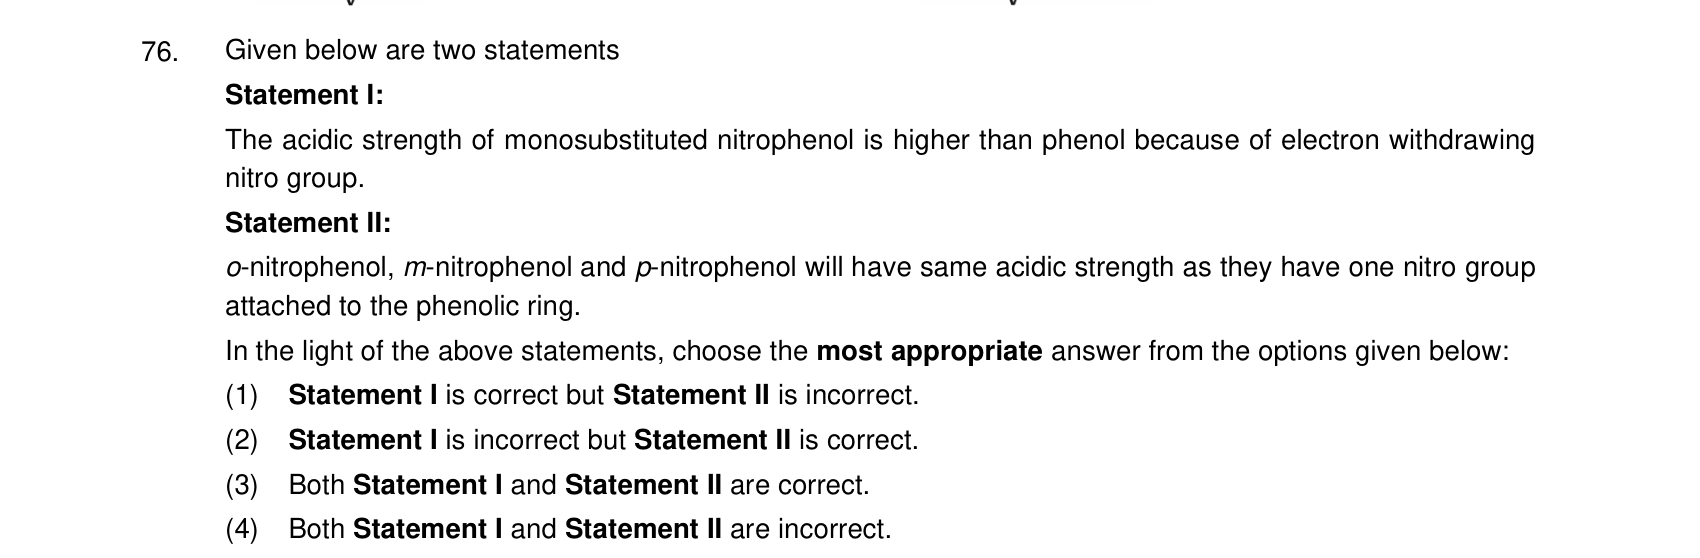 76. Given below are two statements
Statement I:
The acidic strength of monosubstituted nitrophenol is higher than phenol because of electron withdrawing
nitro group.
Statement II:
o-nitrophenol, m-nitrophenol and p-nitrophenol will have same acidic strength as they have one nitro group
attached to the phenolic ring.
In the light of the above statements, choose the most appropriate answer from the options given below:
(1) Statement I is correct but Statement II is incorrect.
(2) Statement I is incorrect but Statement II is correct.
(3) Both Statement I and Statement II are correct.
(4) Both Statement I and Statement II are incorrect.